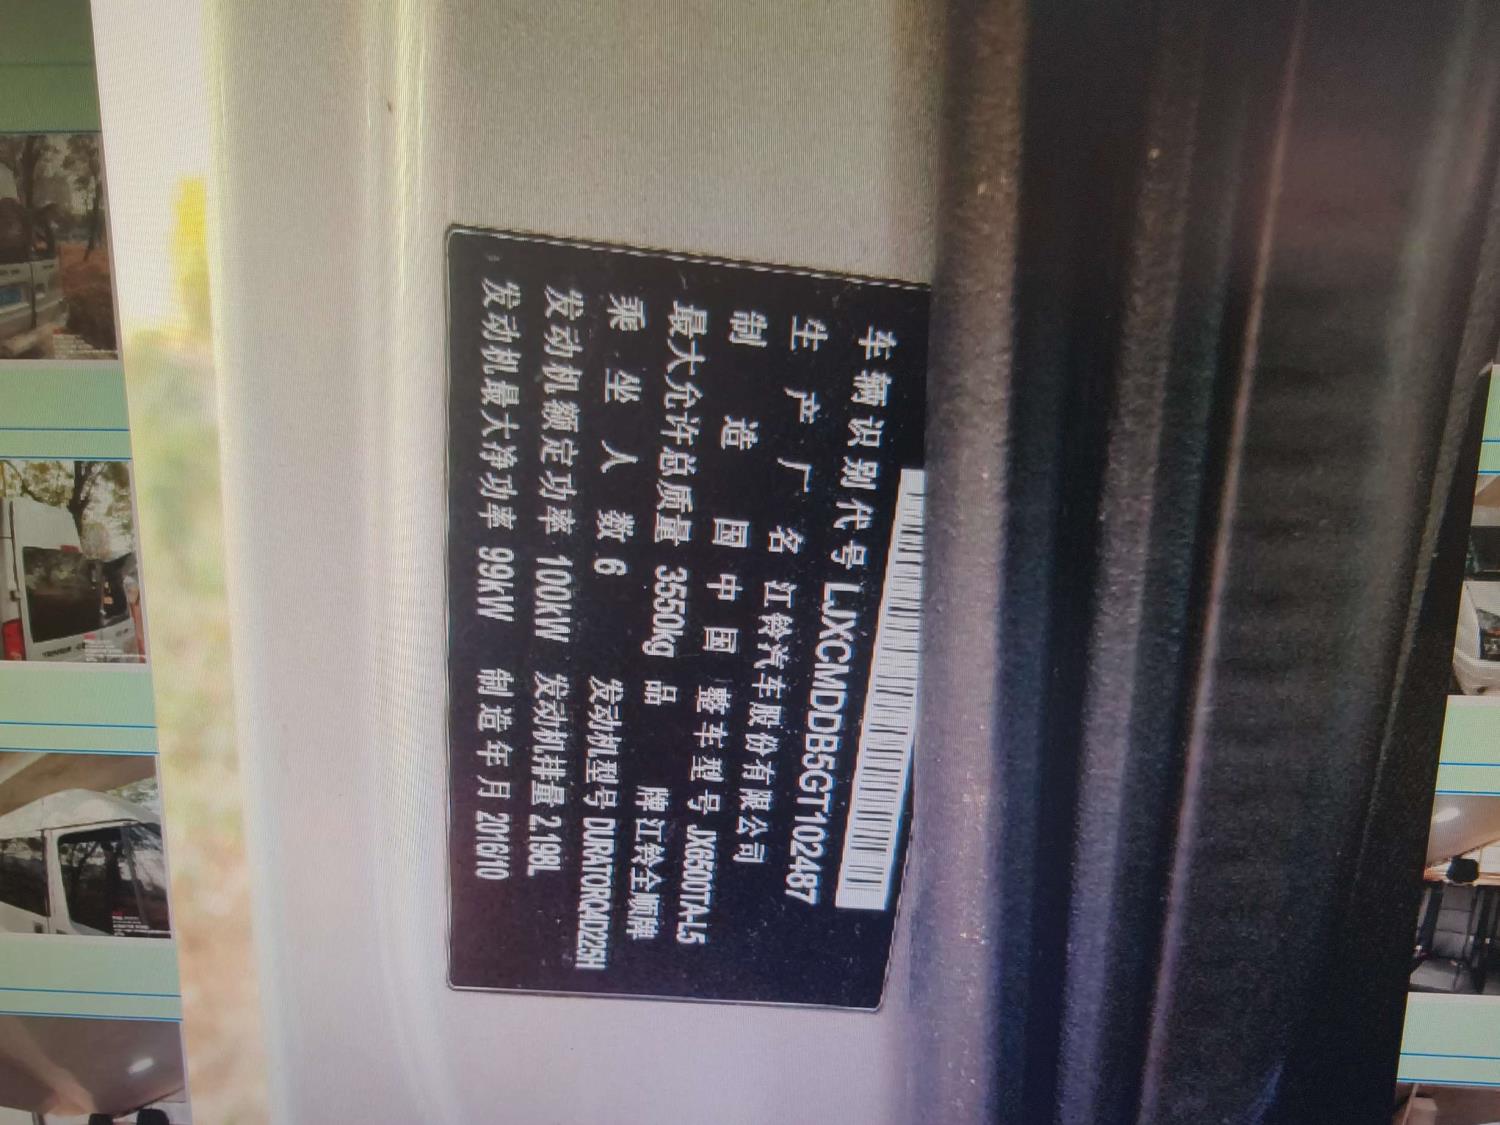 车辆识别代号 LJXCMDDB5GT102487
生产厂名 江铃汽车股份有限公司
制造国 中国 整车型号 JX6500TA-L5
最大允许总质量 3550kg 品牌 江铃全顺牌
乘坐人数 6 发动机型号 DURATORQ4D225H
发动机额定功率 100kW 发动机排量 2.198L
发动机最大净功率 99kW 制造年月 2016/10